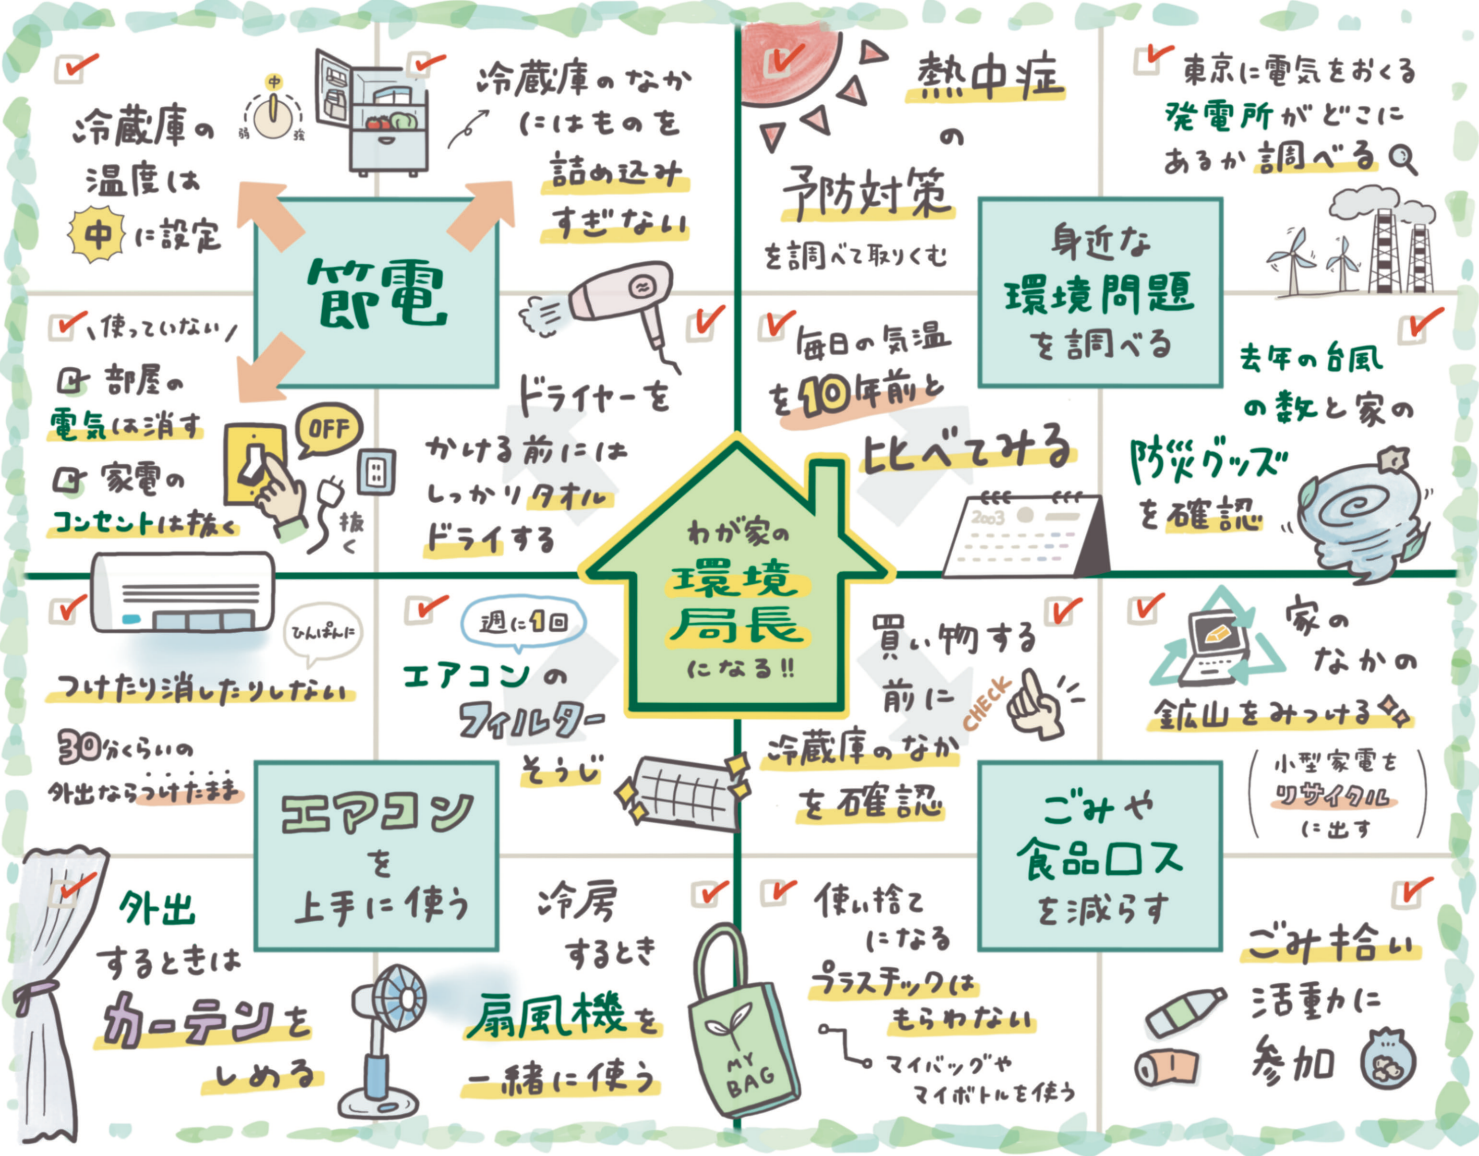 わが家の
環境
局長
になる!!
節電
冷蔵庫の
温度は
中に設定
中
弱
強
冷蔵庫のなか
にはものを
詰め込み
すぎない
\使っていない/
部屋の
電気は消す
家電の
コンセントは抜く
OFF
抜
く
ドライヤーを
かける前には
しっかりタオル
ドライする
身近な
環境問題
を調べる
熱中症
の
予防対策
を調べて取りくむ
東京に電気をおくる
発電所がどこに
あるか調べる
毎日の気温
を10年前と
比べてみる
2003
去年の台風
の数と家の
防災グッズ
を確認
エアコン
を
上手に使う
ひんぱんに
つけたり消したりしない
30分くらいの
外出ならつけたまま
週に1回
エアコンの
フィルター
そうじ
外出
するときは
カーテンを
しめる
冷房
するとき
扇風機を
一緒に使う
ごみや
食品ロス
を減らす
買い物する
前に
冷蔵庫のなか
を確認
CHECK
家の
なかの
鉱山をみつける
(小型家電を
リサイクル
に出す)
使い捨て
になる
プラスチックは
もらわない
マイバッグや
マイボトルを使う
MY
BAG
ごみ拾い
活動に
参加